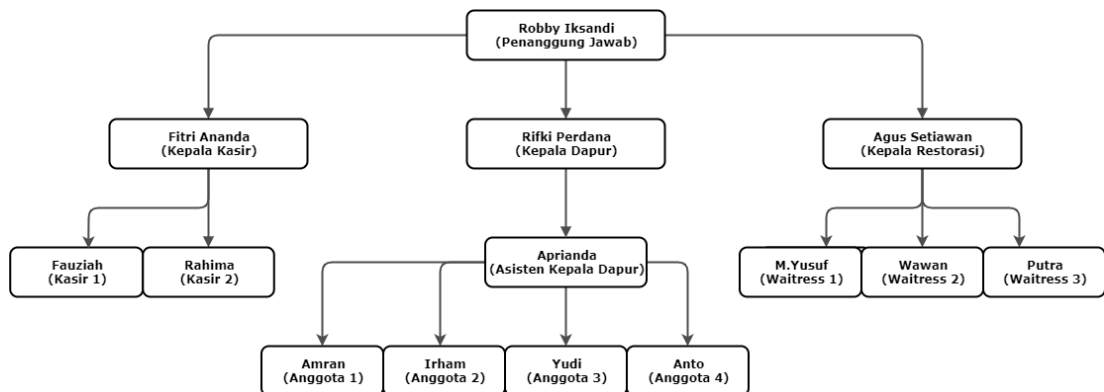 Robby Iksandi
(Penanggung Jawab)
Fitri Ananda
(Kepala Kasir)
Rifki Perdana
(Kepala Dapur)
Agus Setiawan
(Kepala Restorasi)
Fauziah
(Kasir 1)
Rahima
(Kasir 2)
Aprianda
(Asisten Kepala Dapur)
M.Yusuf
(Waitress 1)
Wawan
(Waitress 2)
Putra
(Waitress 3)
Amran
(Anggota 1)
Irham
(Anggota 2)
Yudi
(Anggota 3)
Anto
(Anggota 4)